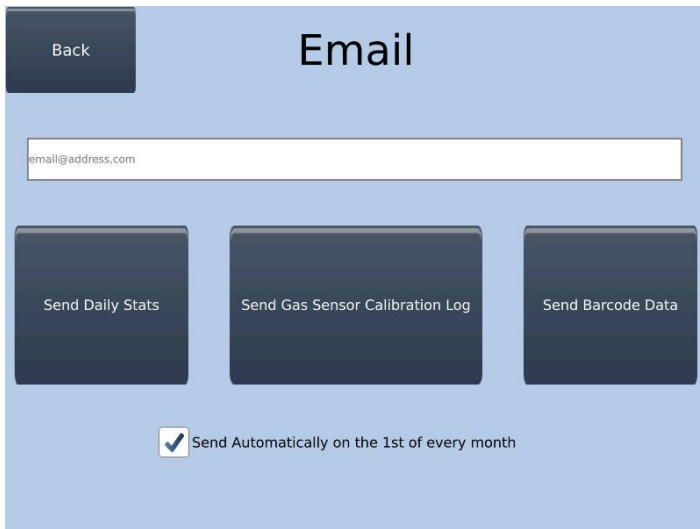 Back
Email
email@address.com
Send Daily Stats
Send Gas Sensor Calibration Log
Send Barcode Data
Send Automatically on the 1st of every month